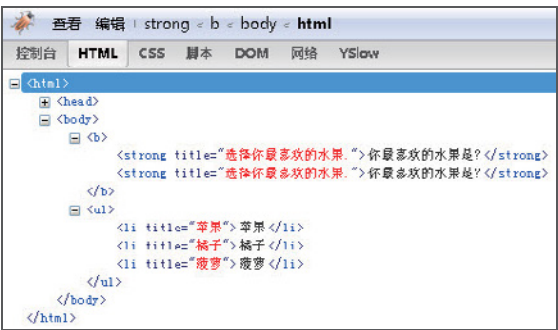 查看 编辑 strong < b < body < html
控制台 HTML CSS 脚本 DOM 网络 YSlow
<html>
<head>
<body>
<b>
<strong title="选择你最喜欢的水果.">你最喜欢的水果是?</strong>
<strong title="选择你最喜欢的水果.">你最喜欢的水果是?</strong>
</b>
<ul>
<li title="苹果">苹果</li>
<li title="橘子">橘子</li>
<li title="菠萝">菠萝</li>
</ul>
</body>
</html>